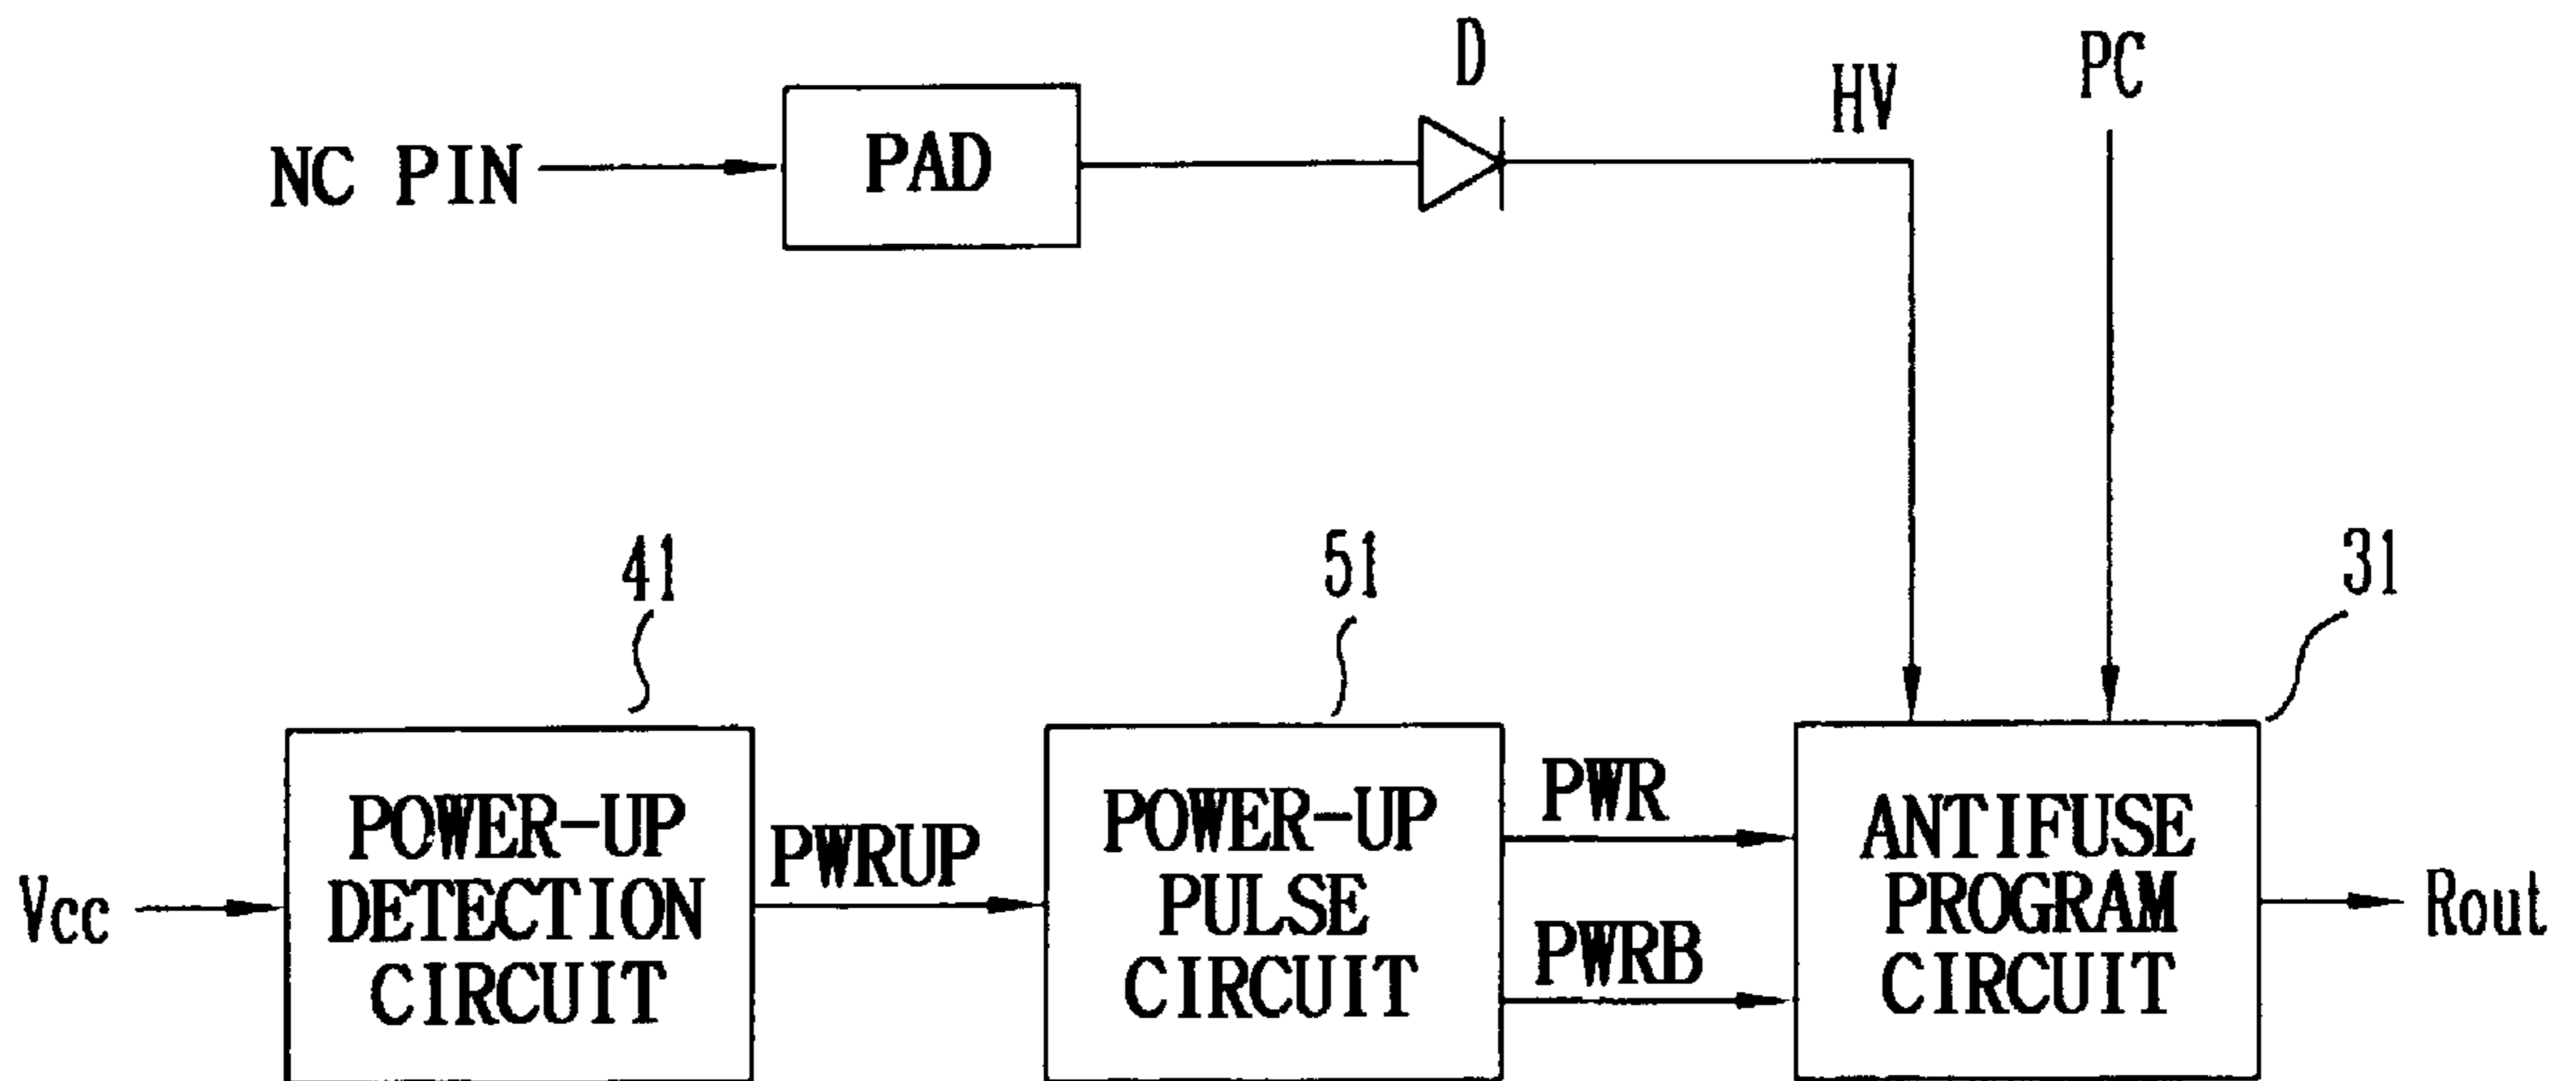 D
HV
PC
NC PIN
PAD
41
51
31
Vcc
POWER-UP
DETECTION
CIRCUIT
PWRUP
POWER-UP
PULSE
CIRCUIT
PWR
PWRB
ANTIFUSE
PROGRAM
CIRCUIT
Rout